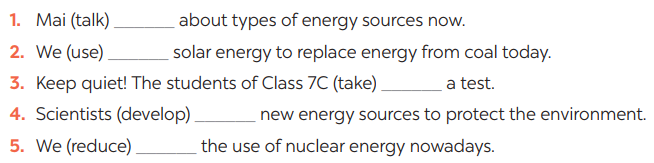 1. Mai (talk) _______ about types of energy sources now.
2. We (use) _______ solar energy to replace energy from coal today.
3. Keep quiet! The students of Class 7C (take) _______ a test.
4. Scientists (develop) _______ new energy sources to protect the environment.
5. We (reduce) _______ the use of nuclear energy nowadays.